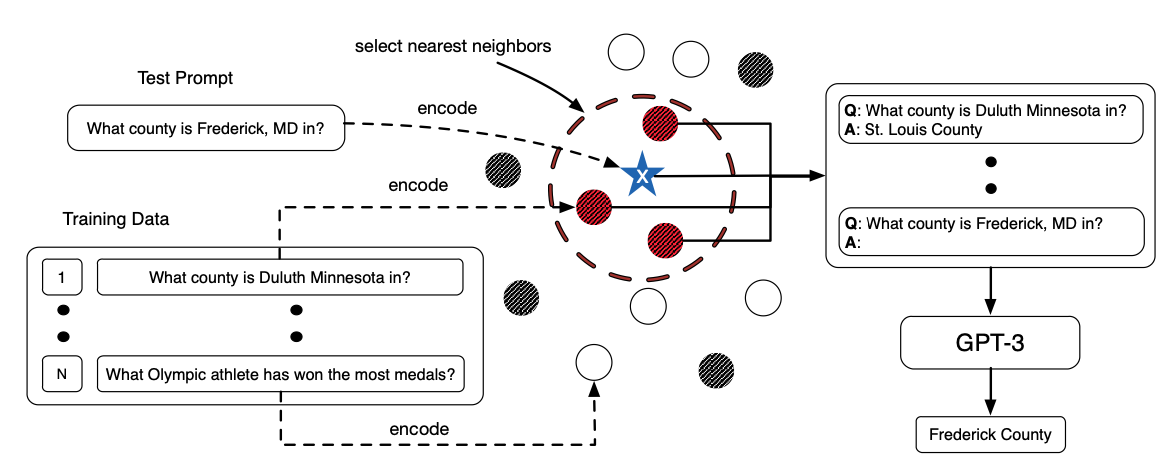 select nearest neighbors
Test Prompt
encode
What county is Frederick, MD in?
X
encode
Training Data
1
What county is Duluth Minnesota in?
N
What Olympic athlete has won the most medals?
encode
Q: What county is Duluth Minnesota in?
A: St. Louis County
Q: What county is Frederick, MD in?
A:
GPT-3
Frederick County